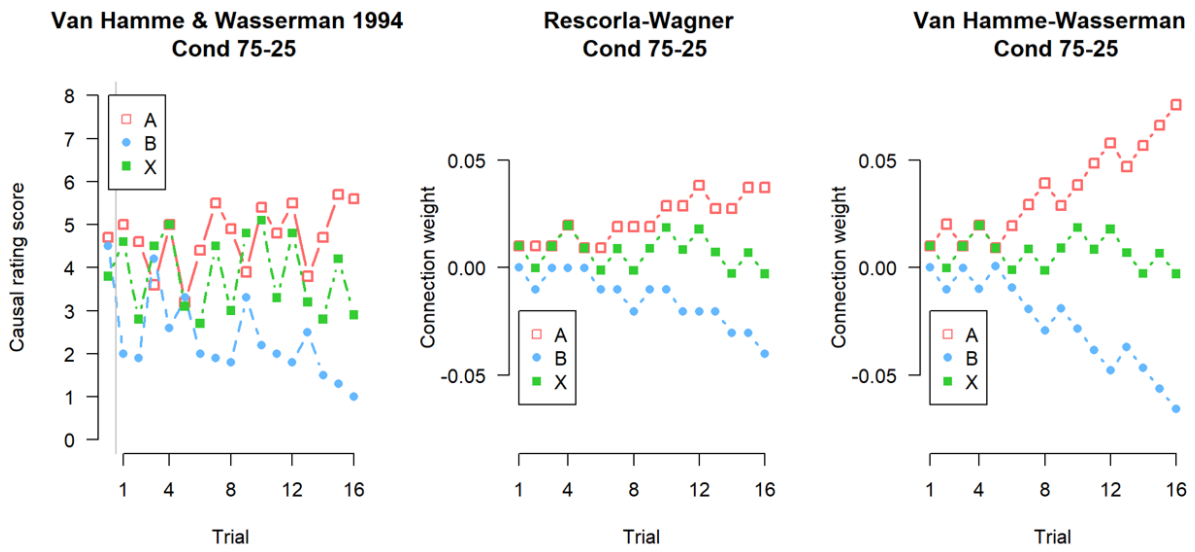 Van Hamme & Wasserman 1994
Cond 75-25
Causal rating score
8
7
6
5
4
3
2
1
0
A
B
X
1 4 8 12 16
Trial
Rescorla-Wagner
Cond 75-25
Connection weight
0.05
0.00
-0.05
A
B
X
1 4 8 12 16
Trial
Van Hamme-Wasserman
Cond 75-25
Connection weight
0.05
0.00
-0.05
A
B
X
1 4 8 12 16
Trial